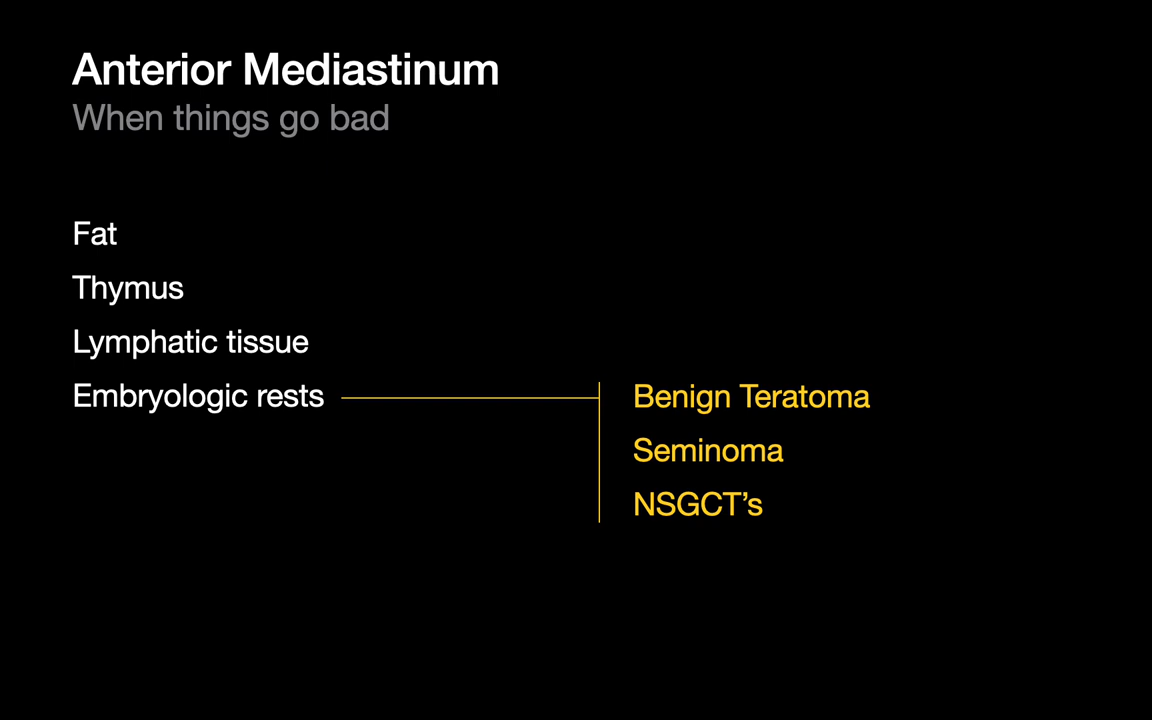 Anterior Mediastinum
When things go bad
Fat
Thymus
Lymphatic tissue
Embryologic rests
Benign Teratoma
Seminoma
NSGCT’s